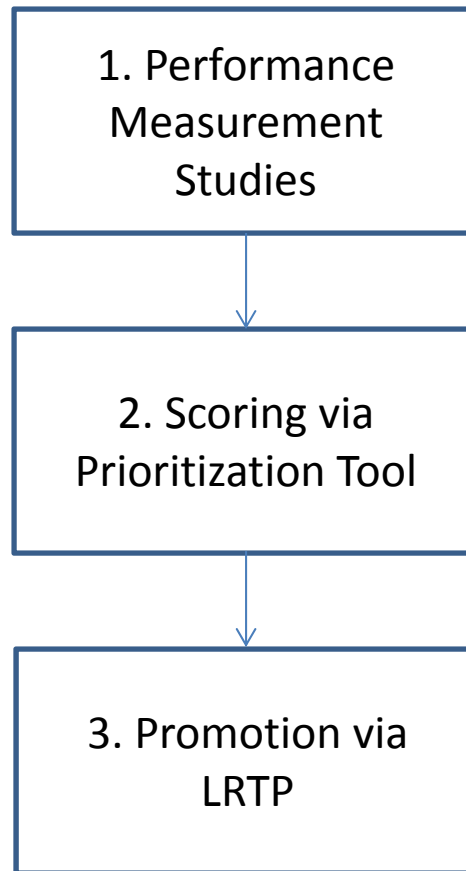 1. Performance
Measurement
Studies
2. Scoring via
Prioritization Tool
3. Promotion via
LRTP